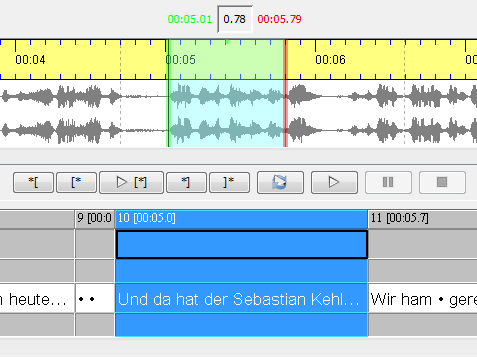 00:05.01 0.78 00:05.79
00:04 00:05 00:06 00
*[ [* [*] *] ]*
9 [00:0 10 [00:05.0] 11 [00:05.7]
n heute... • • Und da hat der Sebastian Kehl... Wir ham • gere